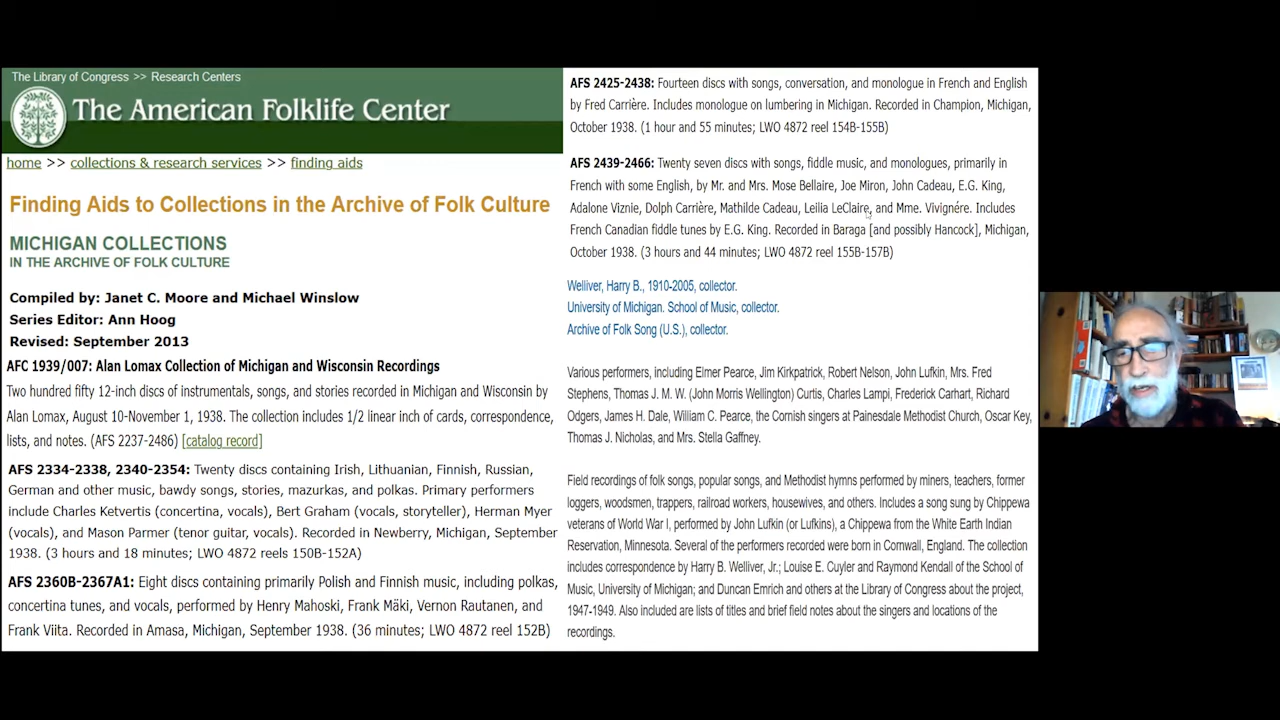 The Library of Congress >> Research Centers
The American Folklife Center
home >> collections & research services >> finding aids
Finding Aids to Collections in the Archive of Folk Culture
MICHIGAN COLLECTIONS
IN THE ARCHIVE OF FOLK CULTURE
Compiled by: Janet C. Moore and Michael Winslow
Series Editor: Ann Hoog
Revised: September 2013
AFC 1939/007: Alan Lomax Collection of Michigan and Wisconsin Recordings
Two hundred fifty 12-inch discs of instrumentals, songs, and stories recorded in Michigan and Wisconsin by
Alan Lomax, August 10-November 1, 1938. The collection includes 1/2 linear inch of cards, correspondence,
lists, and notes. (AFS 2237-2486) [catalog record]
AFS 2334-2338, 2340-2354: Twenty discs containing Irish, Lithuanian, Finnish, Russian,
German and other music, bawdy songs, stories, mazurkas, and polkas. Primary performers
include Charles Ketvertis (concertina, vocals), Bert Graham (vocals, storyteller), Herman Myer
(vocals), and Mason Parmer (tenor guitar, vocals). Recorded in Newberry, Michigan, September
1938. (3 hours and 18 minutes; LWO 4872 reels 150B-152A)
AFS 2360B-2367A1: Eight discs containing primarily Polish and Finnish music, including polkas,
concertina tunes, and vocals, performed by Henry Mahoski, Frank Mäki, Vernon Rautanen, and
Frank Viita. Recorded in Amasa, Michigan, September 1938. (36 minutes; LWO 4872 reel 152B)
AFS 2425-2438: Fourteen discs with songs, conversation, and monologue in French and English
by Fred Carrière. Includes monologue on lumbering in Michigan. Recorded in Champion, Michigan,
October 1938. (1 hour and 55 minutes; LWO 4872 reel 154B-155B)
AFS 2439-2466: Twenty seven discs with songs, fiddle music, and monologues, primarily in
French with some English, by Mr. and Mrs. Mose Bellaire, Joe Miron, John Cadeau, E.G. King,
Adalone Viznie, Dolph Carrière, Mathilde Cadeau, Leilia LeClaire, and Mme. Vivignére. Includes
French Canadian fiddle tunes by E.G. King. Recorded in Baraga [and possibly Hancock], Michigan,
October 1938. (3 hours and 44 minutes; LWO 4872 reel 155B-157B)
Welliver, Harry B., 1910-2005, collector.
University of Michigan. School of Music, collector.
Archive of Folk Song (U.S.), collector.
Various performers, including Elmer Pearce, Jim Kirkpatrick, Robert Nelson, John Lufkin, Mrs. Fred
Stephens, Thomas J. M. W. (John Morris Wellington) Curtis, Charles Lampi, Frederick Carhart, Richard
Odgers, James H. Dale, William C. Pearce, the Cornish singers at Painesdale Methodist Church, Oscar Key,
Thomas J. Nicholas, and Mrs. Stella Gaffney.
Field recordings of folk songs, popular songs, and Methodist hymns performed by miners, teachers, former
loggers, woodsmen, trappers, railroad workers, housewives, and others. Includes a song sung by Chippewa
veterans of World War I, performed by John Lufkin (or Lufkins), a Chippewa from the White Earth Indian
Reservation, Minnesota. Several of the performers recorded were born in Cornwall, England. The collection
includes correspondence by Harry B. Welliver, Jr.; Louise E. Cuyler and Raymond Kendall of the School of
Music, University of Michigan; and Duncan Emrich and others at the Library of Congress about the project,
1947-1949. Also included are lists of titles and brief field notes about the singers and locations of the
recordings.